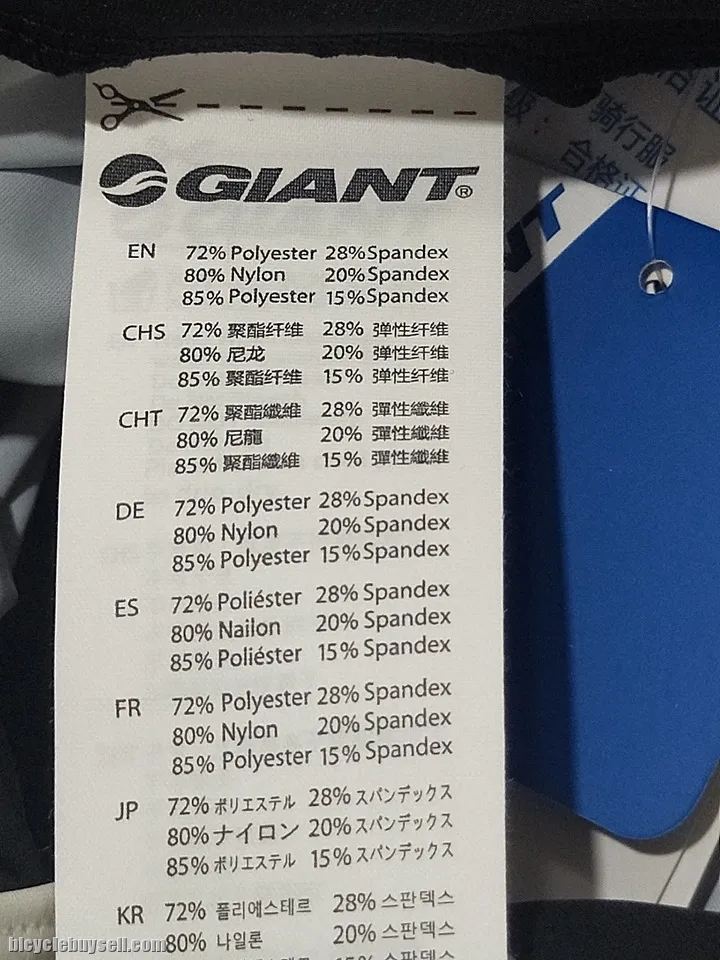 GIANT®
EN 72% Polyester 28% Spandex
80% Nylon 20% Spandex
85% Polyester 15% Spandex
CHS 72% 聚酯纤维 28% 弹性纤维
80% 尼龙 20% 弹性纤维
85% 聚酯纤维 15% 弹性纤维
CHT 72% 聚酯纖維 28% 彈性纖維
80% 尼龍 20% 彈性纖維
85% 聚酯纖維 15% 彈性纖維
DE 72% Polyester 28% Spandex
80% Nylon 20% Spandex
85% Polyester 15% Spandex
ES 72% Poliéster 28% Spandex
80% Nailon 20% Spandex
85% Poliéster 15% Spandex
FR 72% Polyester 28% Spandex
80% Nylon 20% Spandex
85% Polyester 15% Spandex
JP 72% ポリエステル 28% スパンデックス
80% ナイロン 20% スパンデックス
85% ポリエステル 15% スパンデックス
KR 72% 폴리에스테르 28% 스판덱스
80% 나일론 20% 스판덱스
级：
骑行服
合格证
NT
bicyclebuysell.com